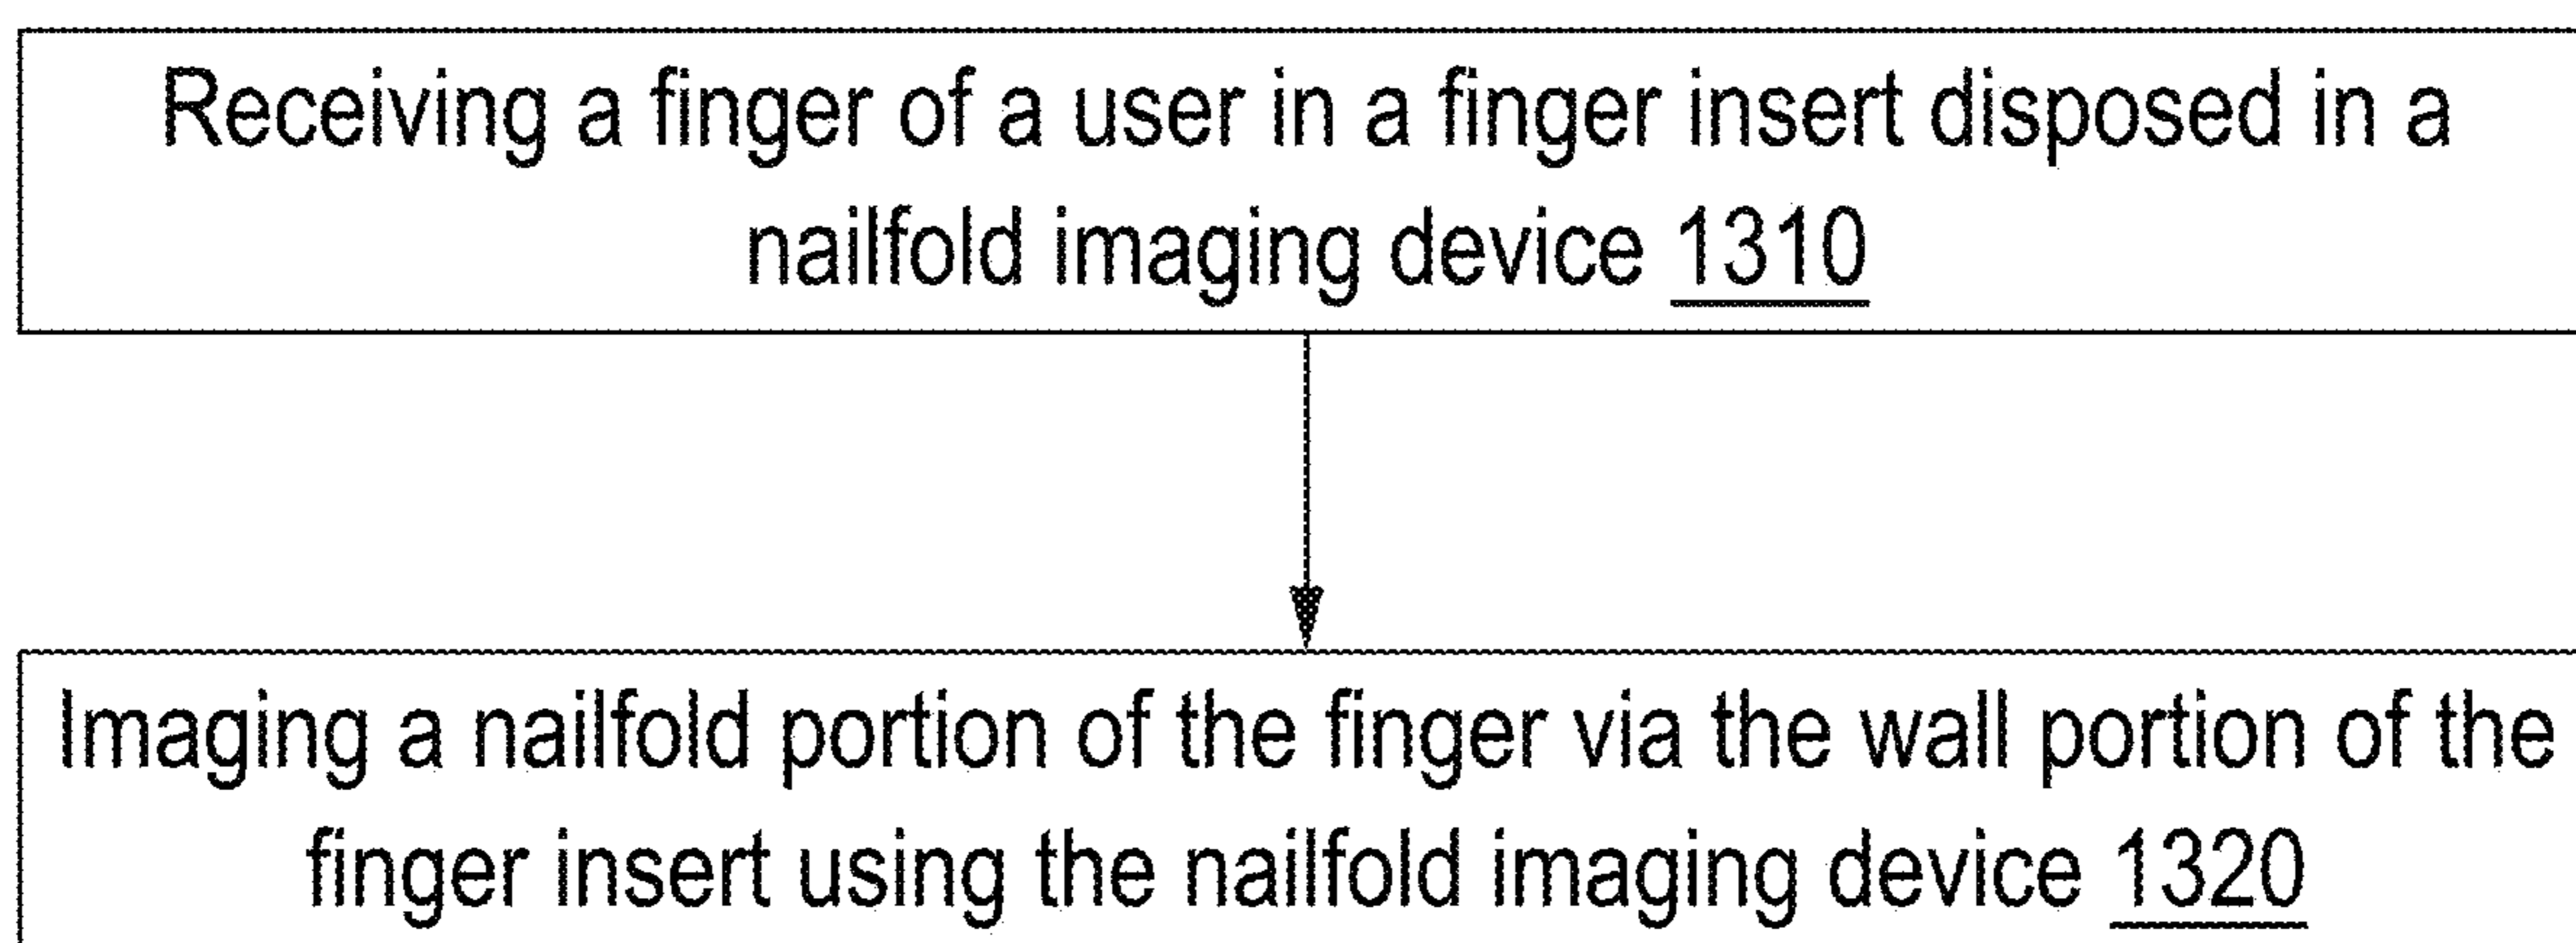 Receiving a finger of a user in a finger insert disposed in a
nailfold imaging device 1310
Imaging a nailfold portion of the finger via the wall portion of the
finger insert using the nailfold imaging device 1320